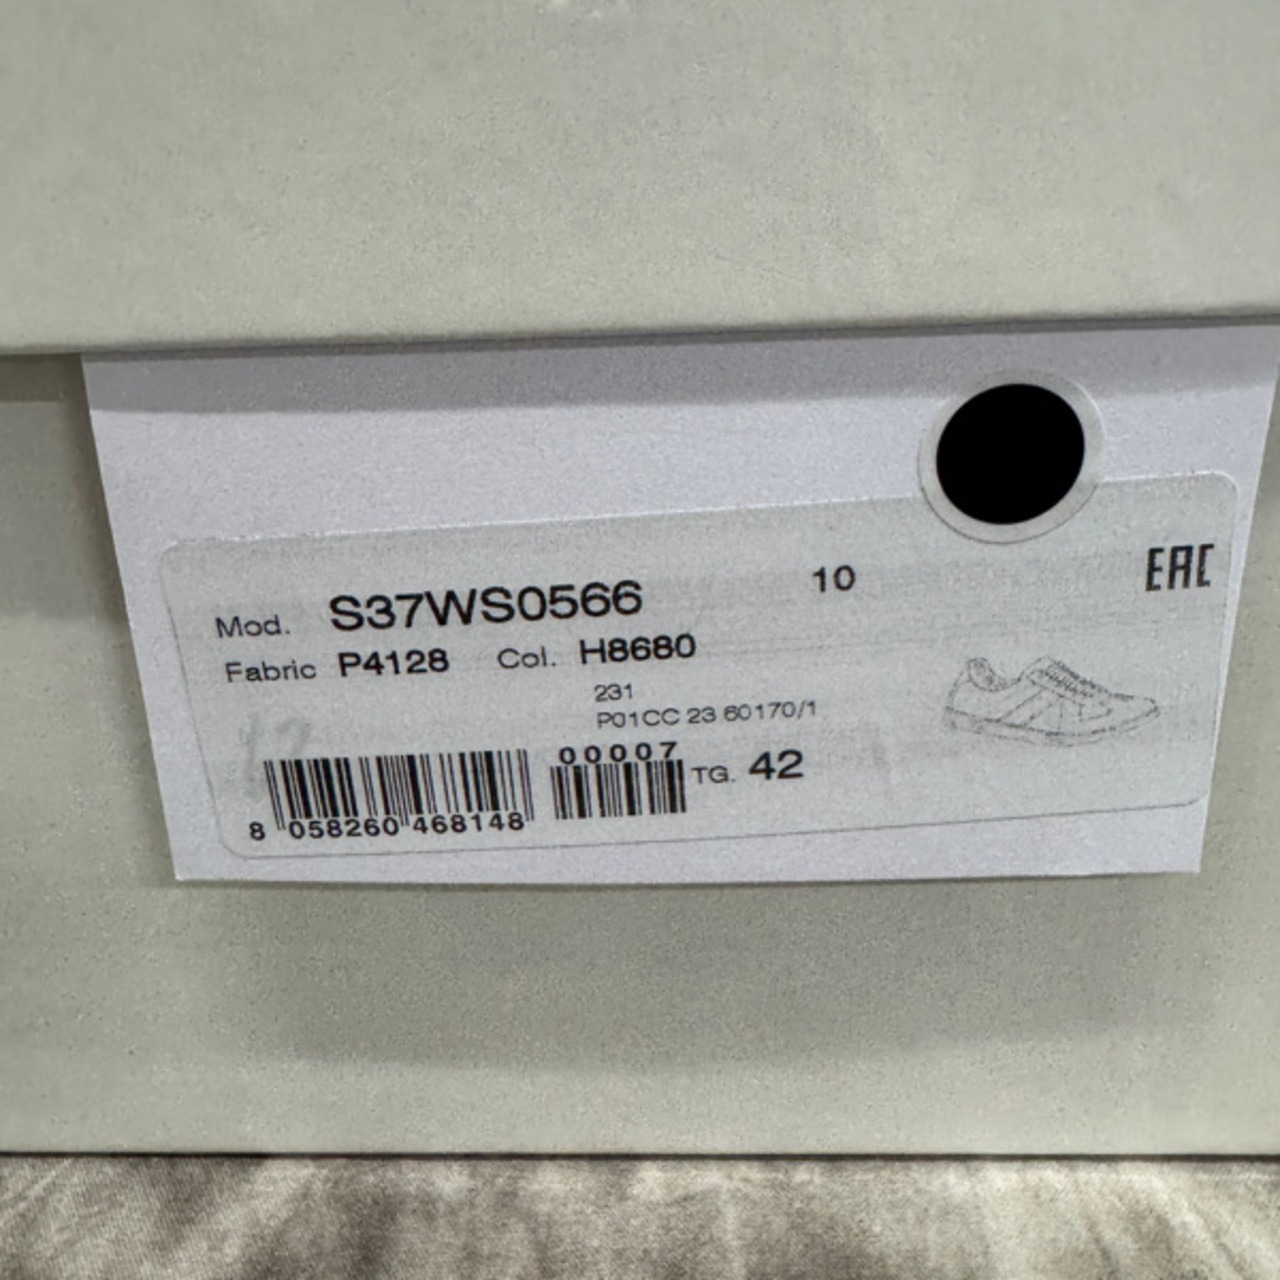 Mod. S37WS0566 10 EAC
Fabric P4128 Col. H8680
231
P01CC 23 60170/1
00007
TG. 42
8 058260 468148